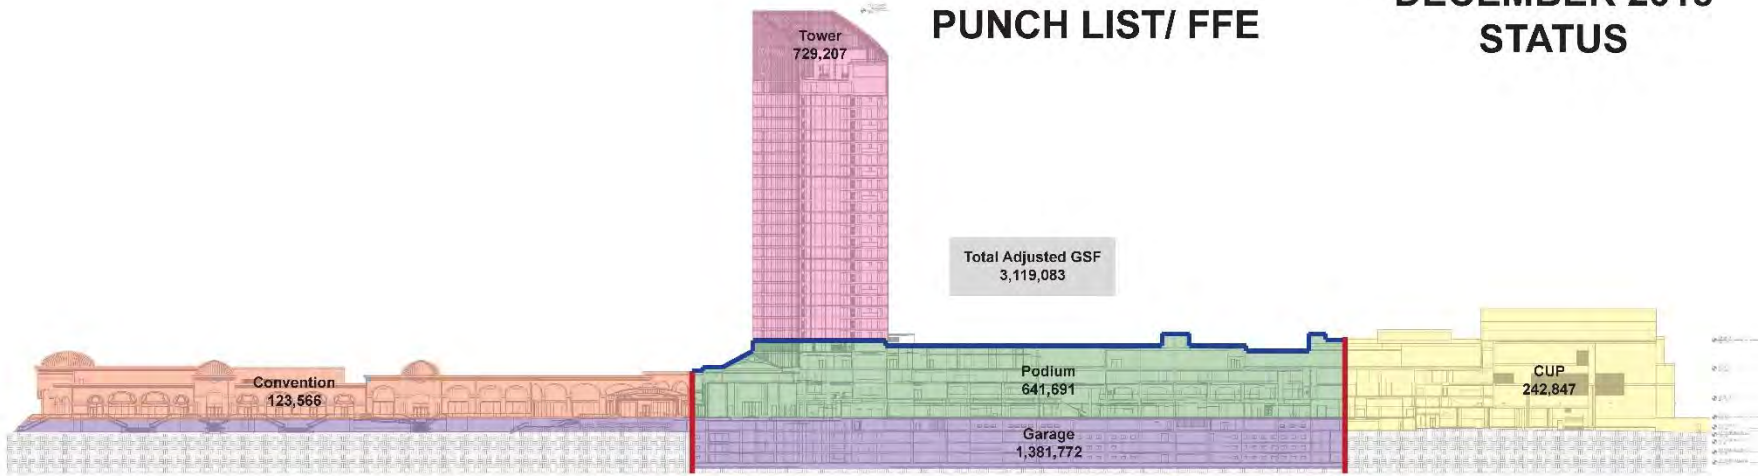 PUNCH LIST/ FFE
STATUS
Tower
729,207
Total Adjusted GSF
3,119,083
Convention
123,566
Podium
641,691
CUP
242,847
Garage
1,381,772